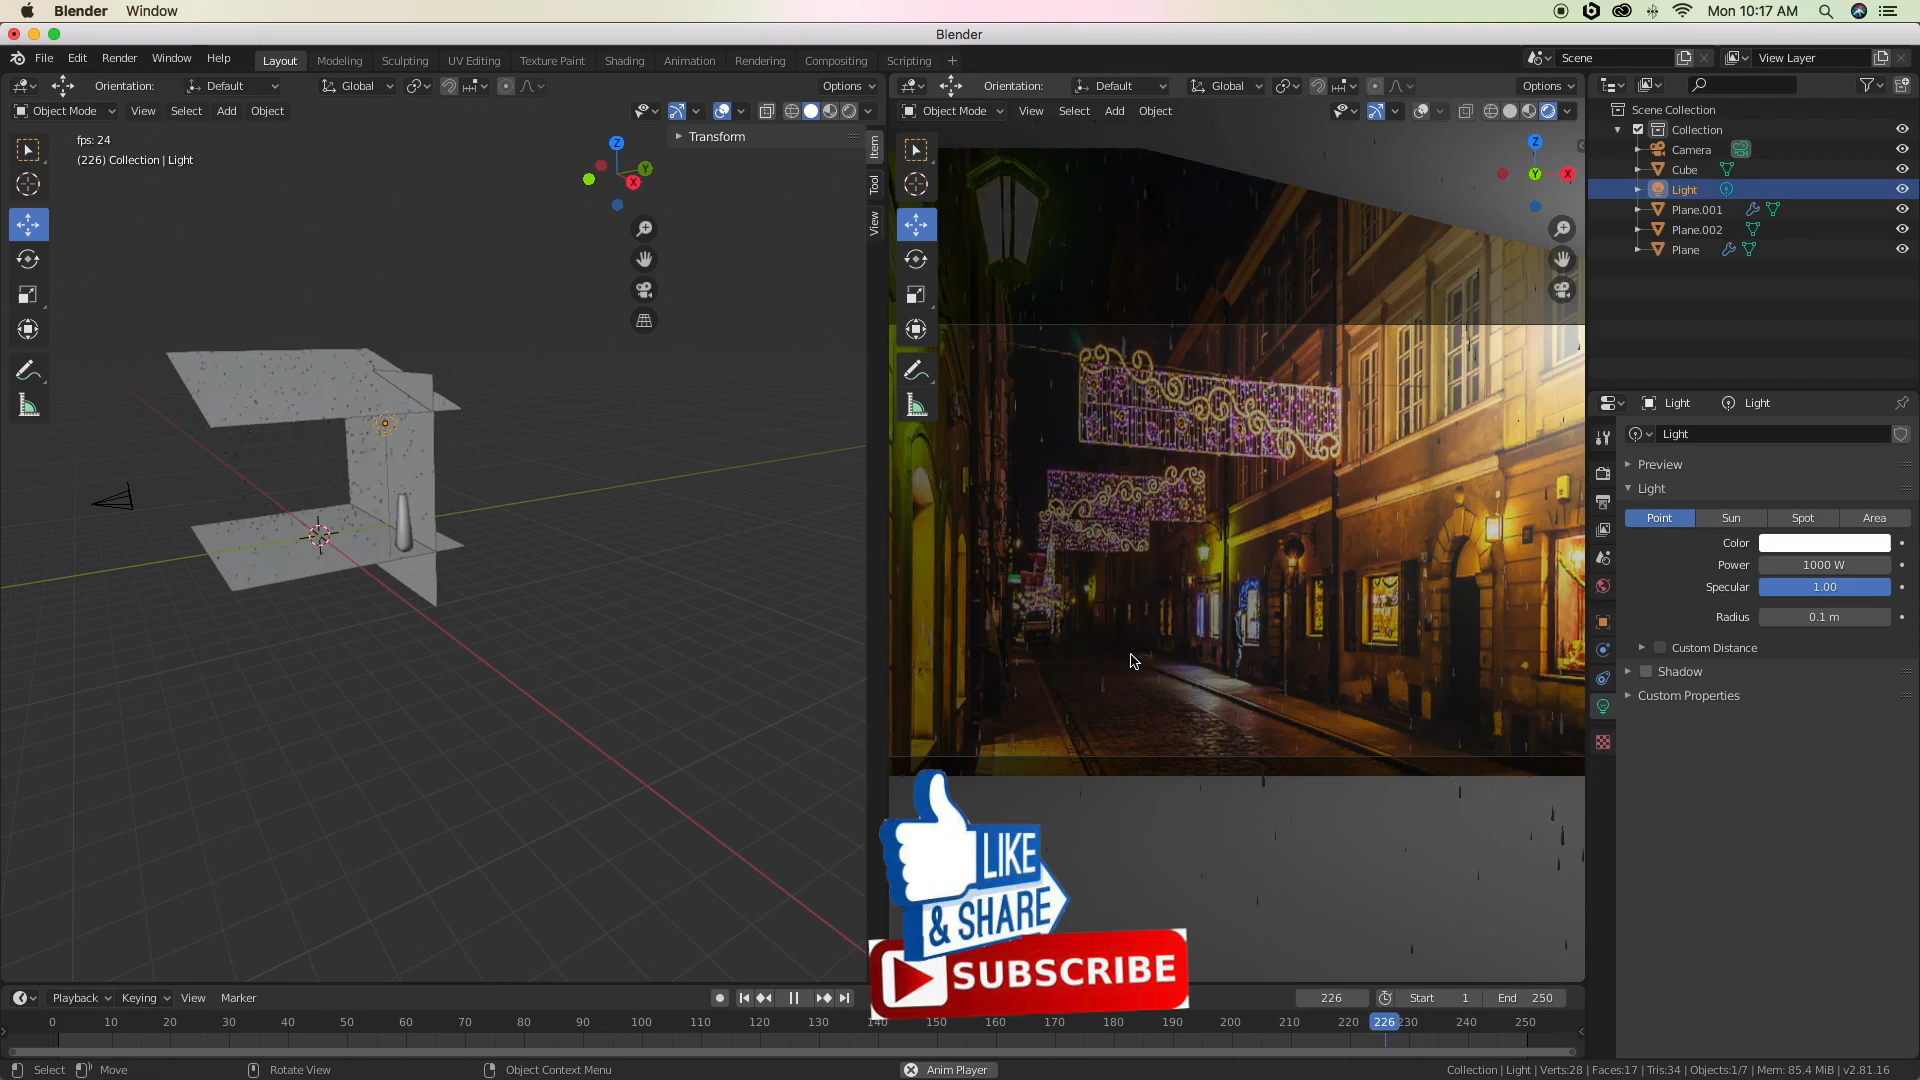 Blender Window Mon 10:17 AM
Blender
File Edit Render Window Help Layout Modeling Sculpting UV Editing Texture Paint Shading Animation Rendering Compositing Scripting + Scene View Layer
Orientation: Default Global Options
Object Mode View Select Add Object
fps: 24
(226) Collection | Light
Transform
Item
Tool
View
Z
Y
X
Orientation: Default Global Options
Object Mode View Select Add Object
Z
Y
X
Scene Collection
Collection
Camera
Cube
Light
Plane.001
Plane.002
Plane
Light Light
Light
Preview
Light
Point Sun Spot Area
Color
Power 1000 W
Specular 1.00
Radius 0.1 m
Custom Distance
Shadow
Custom Properties
LIKE
& SHARE
SUBSCRIBE
Playback Keying View Marker 226 Start 1 End 250
0 10 20 30 40 50 60 70 80 90 100 110 120 130 140 150 160 170 180 190 200 210 220 226 230 240 250
Select Move Rotate View Object Context Menu Anim Player Collection | Light | Verts:28 | Faces:17 | Tris:34 | Objects:1/7 | Mem: 85.4 MiB | v2.81.16